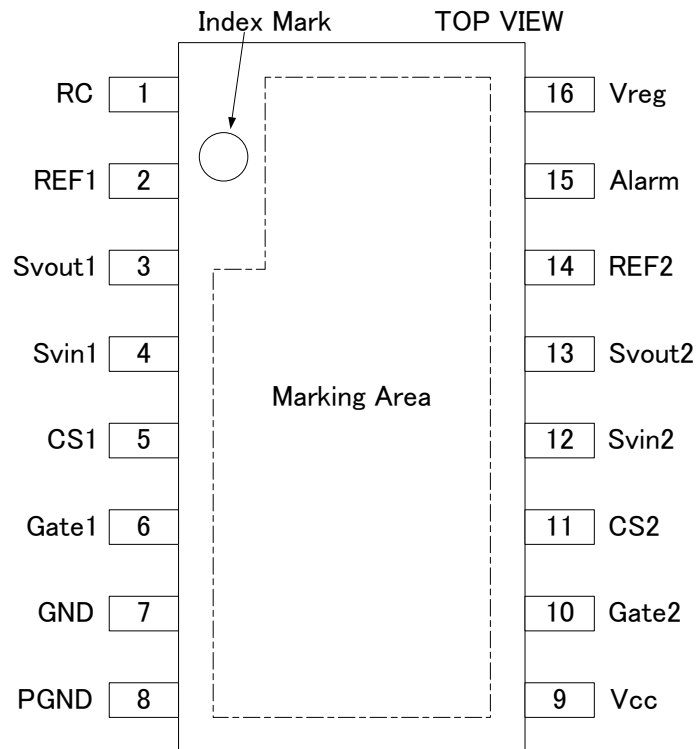 Index Mark TOP VIEW
RC 1 16 Vreg
REF1 2 15 Alarm
Svout1 3 14 REF2
Svin1 4 13 Svout2
Marking Area
CS1 5 12 Svin2
Gate1 6 11 CS2
GND 7 10 Gate2
PGND 8 9 Vcc